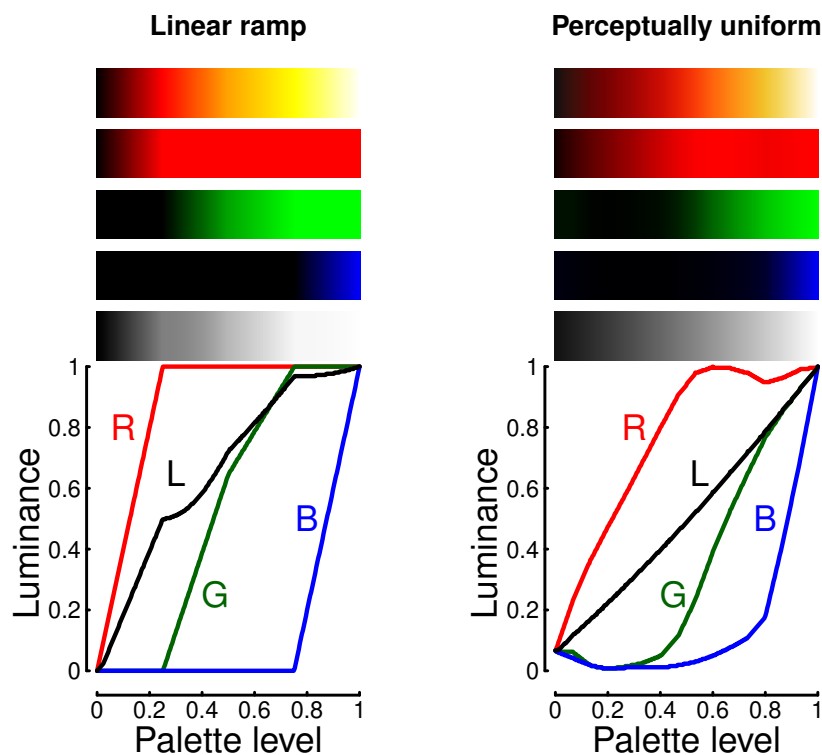 Linear ramp
Perceptually uniform
1
0.8
0.6
0.4
0.2
0
Luminance
R
L
G
B
0 0.2 0.4 0.6 0.8 1
Palette level
1
0.8
0.6
0.4
0.2
0
Luminance
R
L
G
B
0 0.2 0.4 0.6 0.8 1
Palette level